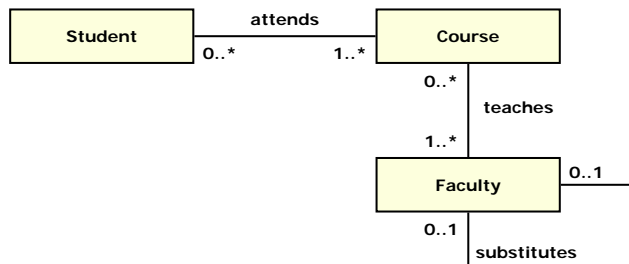 attends
Student
Course
0..*
1..*
0..*
teaches
1..*
Faculty
0..1
0..1
substitutes